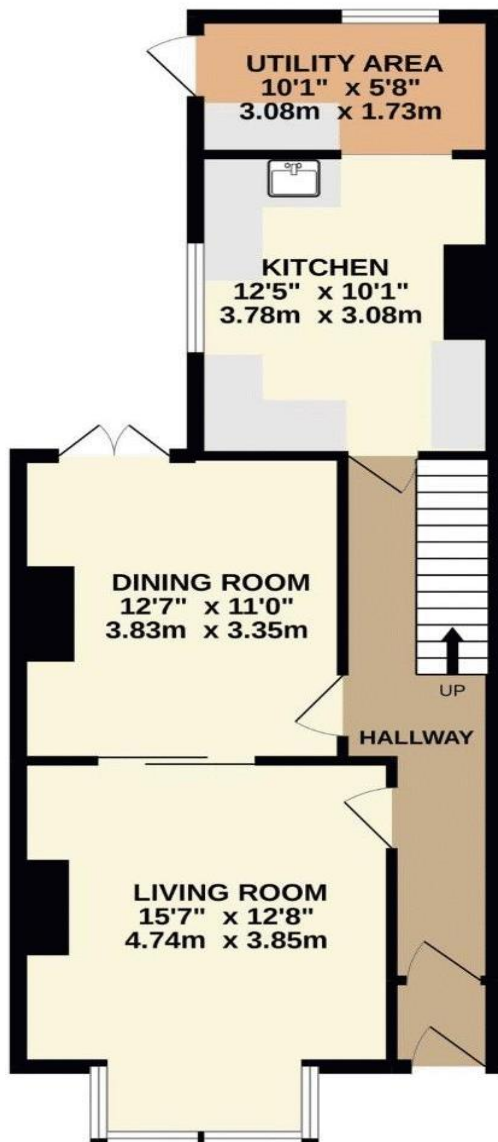 UTILITY AREA
10'1" x 5'8"
3.08m x 1.73m
KITCHEN
12'5" x 10'1"
3.78m x 3.08m
DINING ROOM
12'7" x 11'0"
3.83m x 3.35m
UP
HALLWAY
LIVING ROOM
15'7" x 12'8"
4.74m x 3.85m